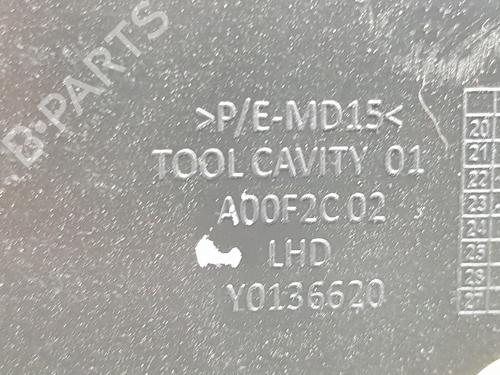 B-PARTS
>P/E-MD15<
TOOL CAVITY 01
A00F2C 02
LHD
Y0136620
20
21
22
23
24
25
26
27